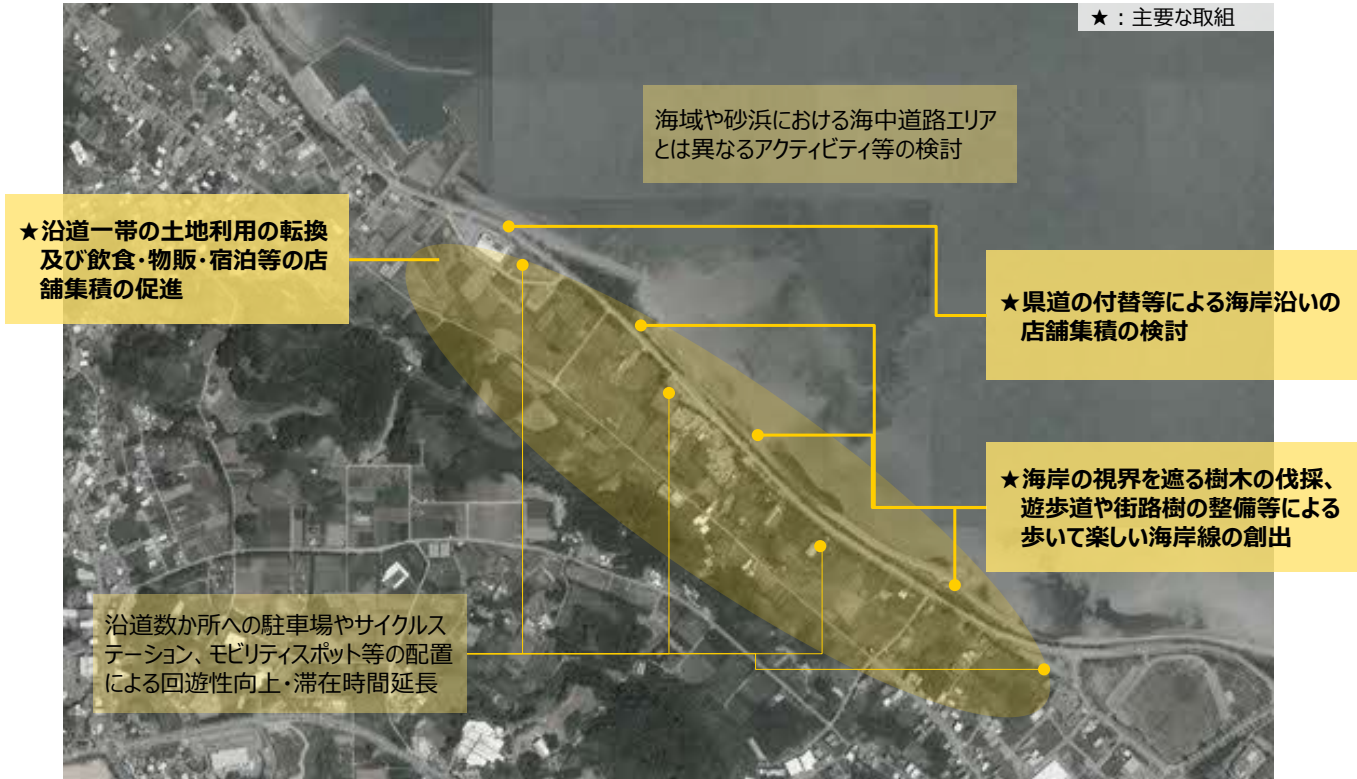 ★：主要な取組
海域や砂浜における海中道路エリア
とは異なるアクティビティ等の検討
★沿道一帯の土地利用の転換
及び飲食・物販・宿泊等の店
舗集積の促進
★県道の付替等による海岸沿いの
店舗集積の検討
★海岸の視界を遮る樹木の伐採、
遊歩道や街路樹の整備等による
歩いて楽しい海岸線の創出
沿道数か所への駐車場やサイクルス
テーション、モビリティスポット等の配置
による回遊性向上・滞在時間延長